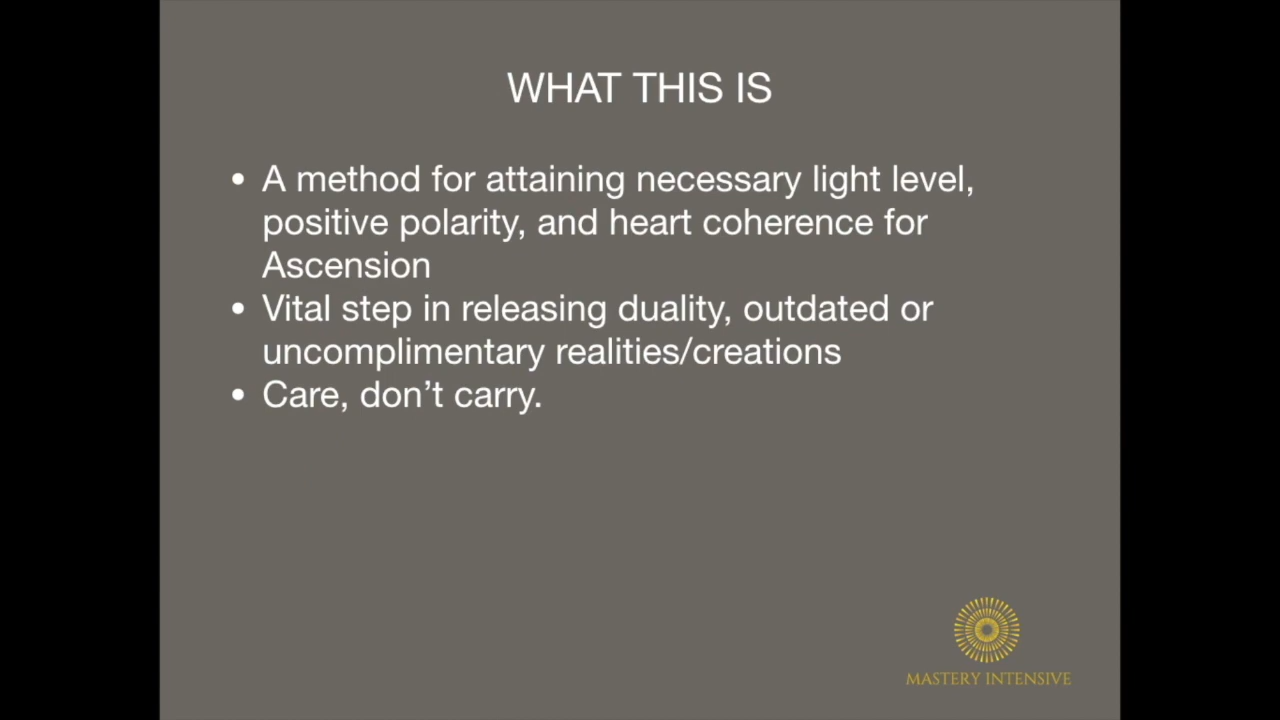 WHAT THIS IS
• A method for attaining necessary light level,
positive polarity, and heart coherence for
Ascension
• Vital step in releasing duality, outdated or
uncomplimentary realities/creations
• Care, don’t carry.
MASTERY INTENSIVE